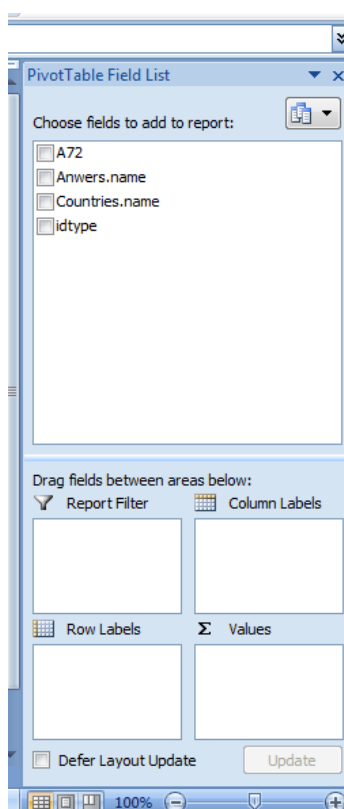 PivotTable Field List
Choose fields to add to report:
A72
Anwers.name
Countries.name
idtype
Drag fields between areas below:
Report Filter
Column Labels
Row Labels
Σ Values
Defer Layout Update
Update
100%